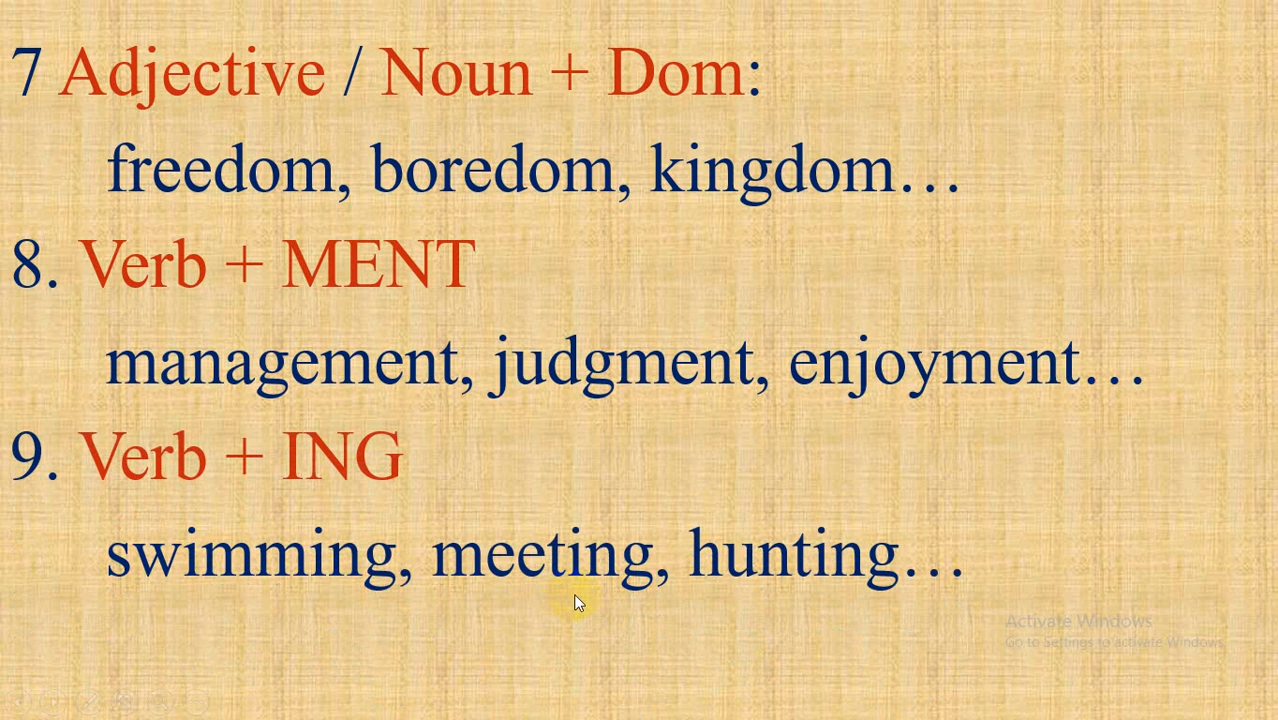 7 Adjective / Noun + Dom:
freedom, boredom, kingdom…
8. Verb + MENT
management, judgment, enjoyment…
9. Verb + ING
swimming, meeting, hunting…
Activate Windows
Go to Settings to activate Windows.